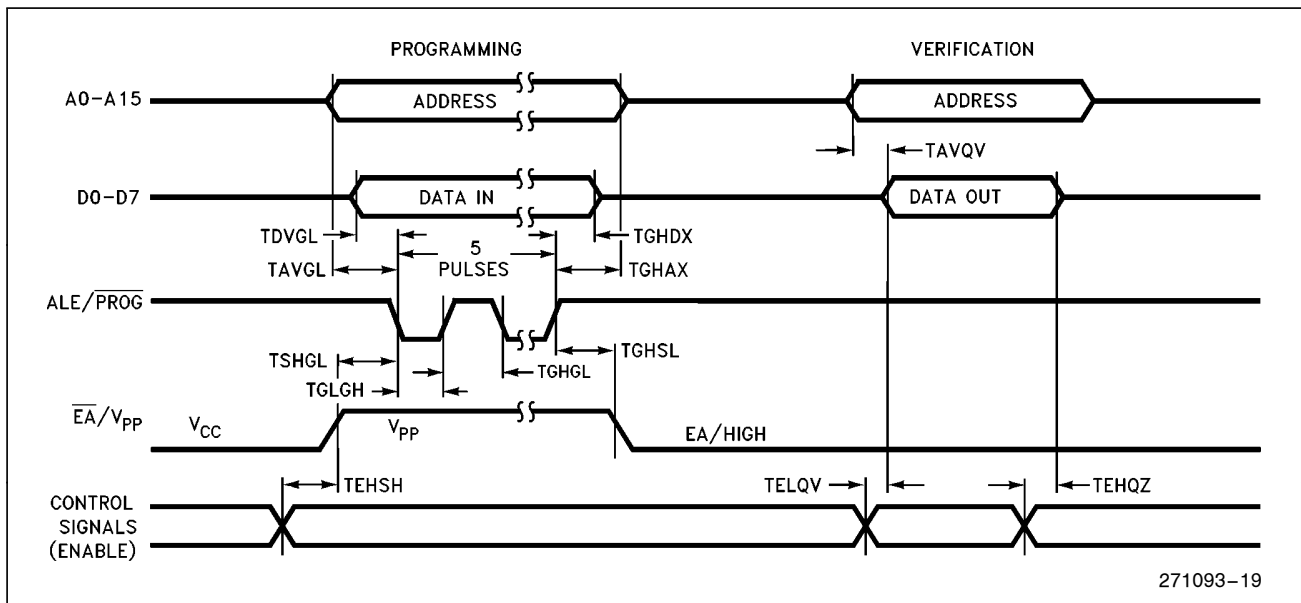 PROGRAMMING VERIFICATION
A0-A15 ADDRESS ADDRESS
TAVQV
D0-D7 DATA IN DATA OUT
TDVGL 5 PULSES TGHDX
TAVGL TGHAX
ALE/PROG
TSHGL TGHSL
TGHGL
TGLGH
EA/VPP VCC VPP EA/HIGH
TEHSH TELQV TEHQZ
CONTROL
SIGNALS
(ENABLE)
271093-19